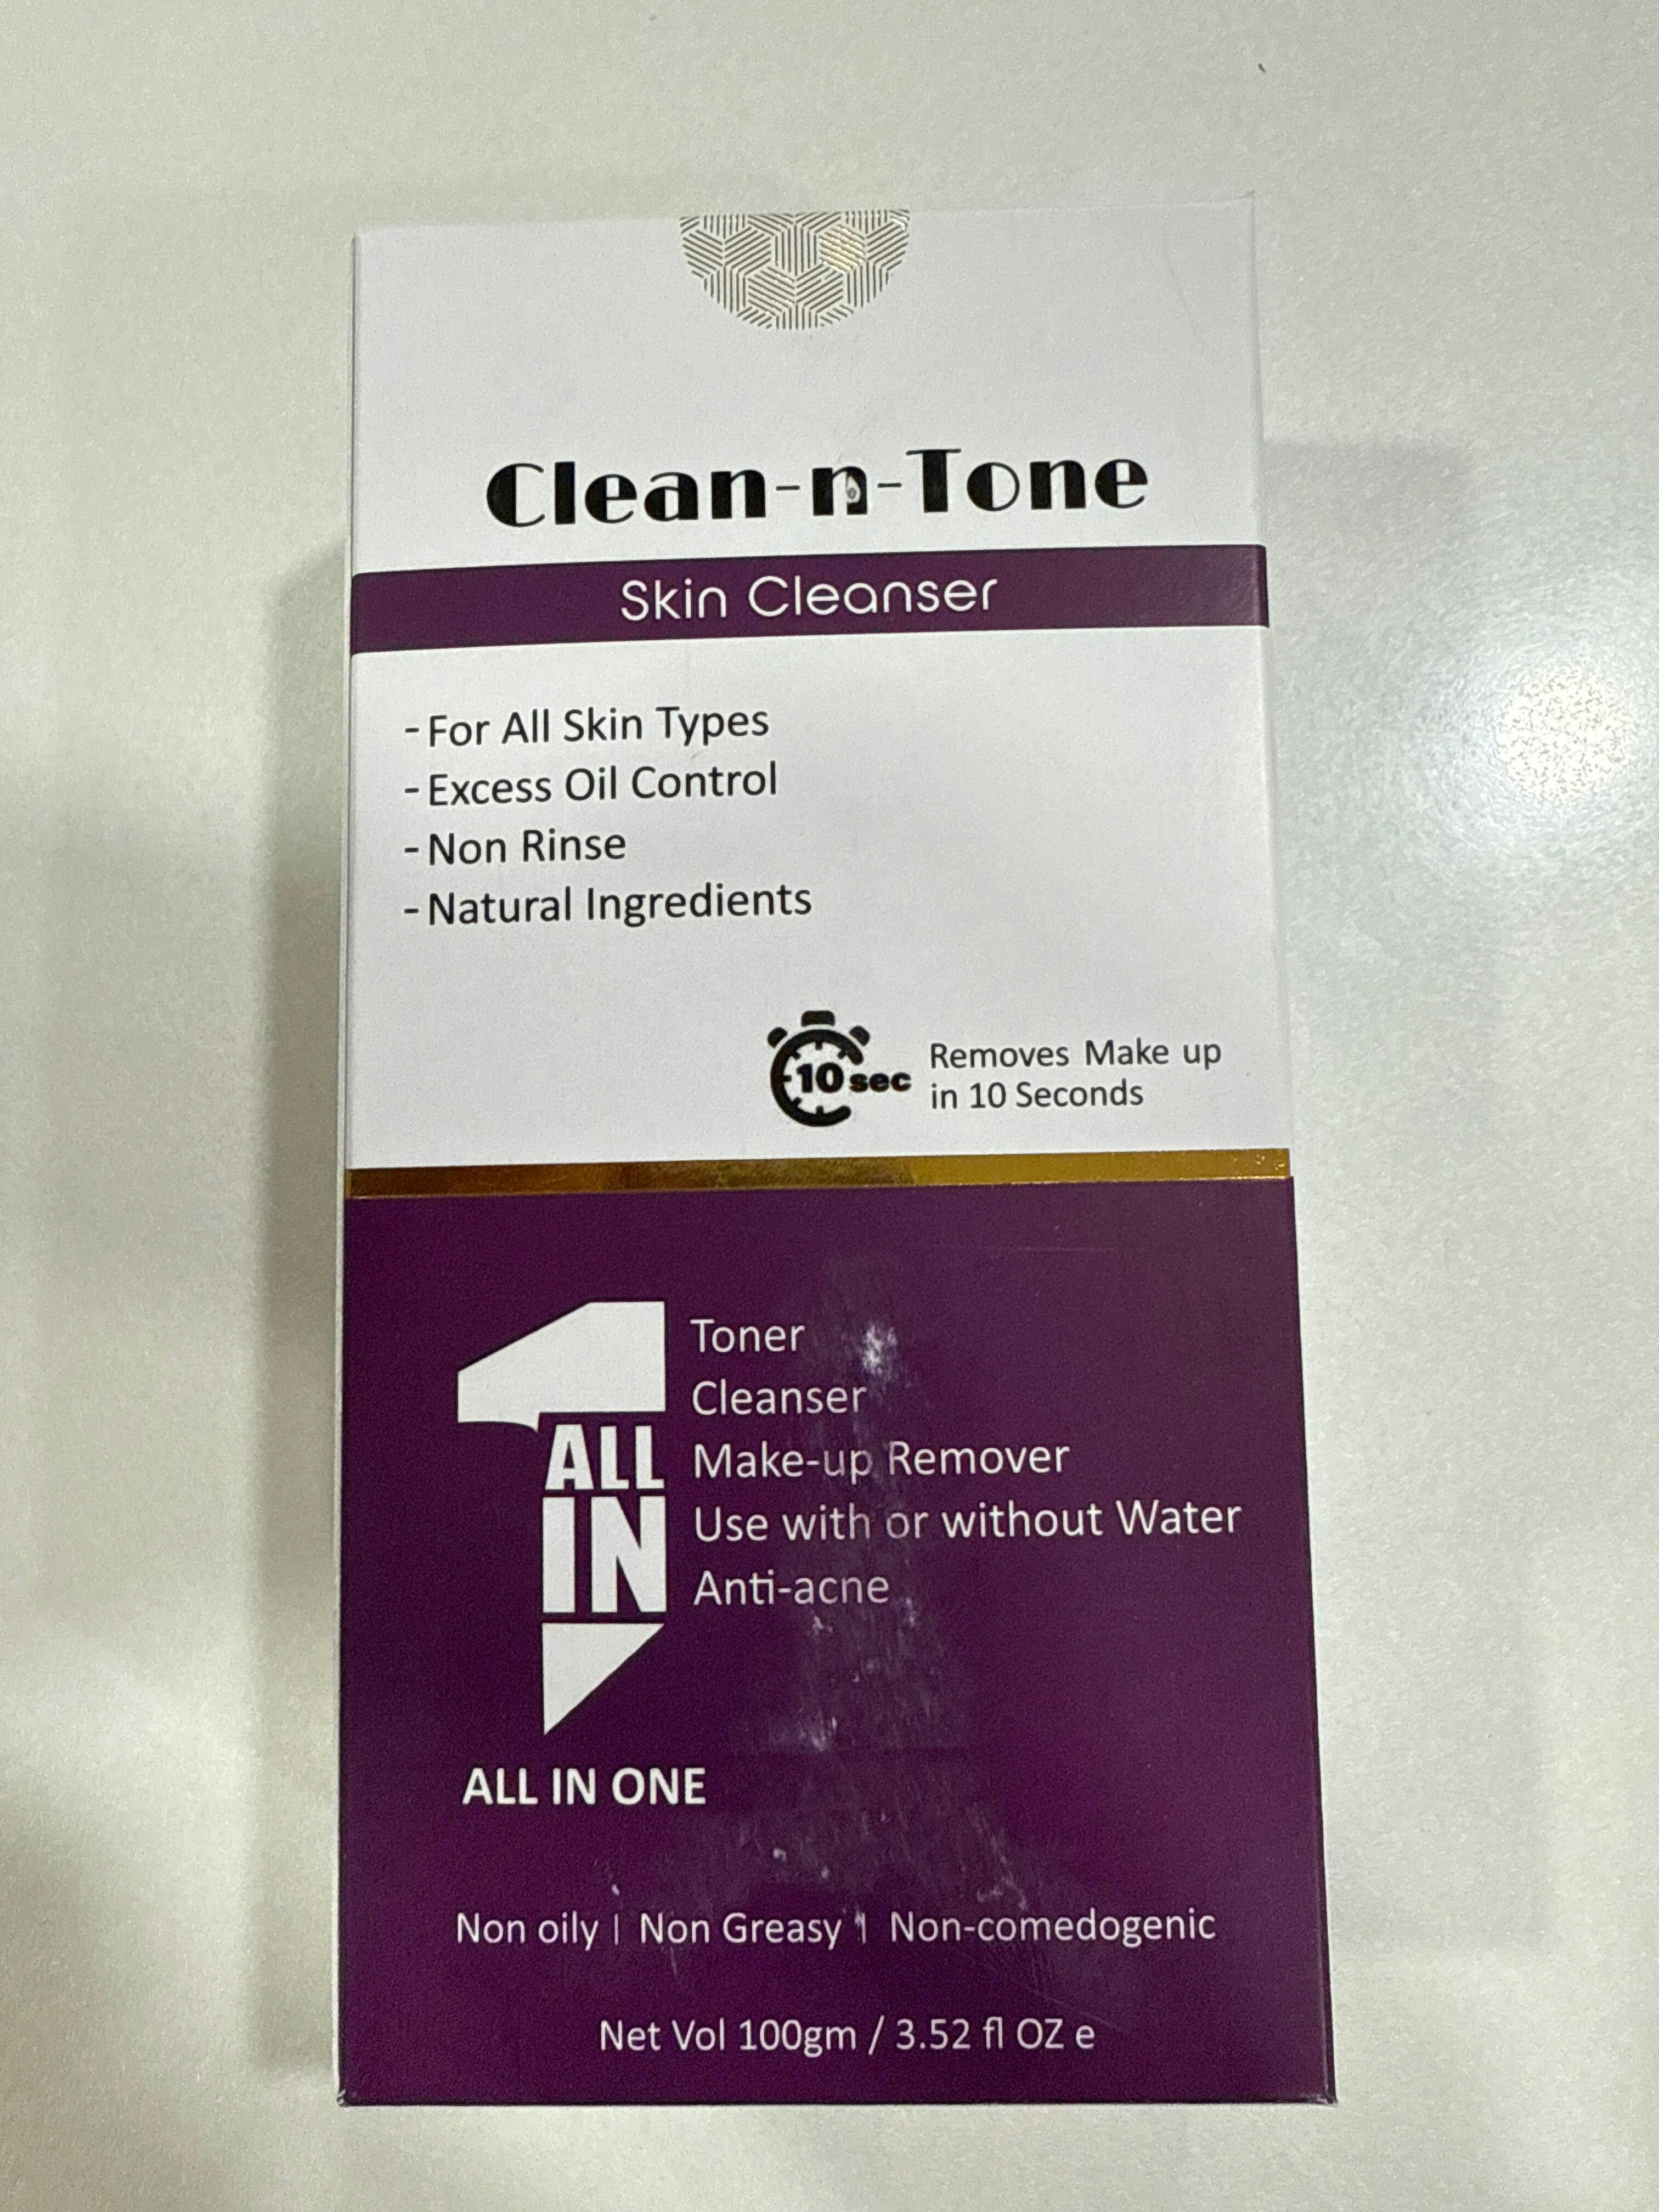 Clean-n-Tone
Skin Cleanser
- For All Skin Types
- Excess Oil Control
- Non Rinse
- Natural Ingredients
10 sec
Removes Make up
in 10 Seconds
1
ALL
IN
Toner
Cleanser
Make-up Remover
Use with or without Water
Anti-acne
ALL IN ONE
Non oily | Non Greasy | Non-comedogenic
Net Vol 100gm / 3.52 fl OZ e